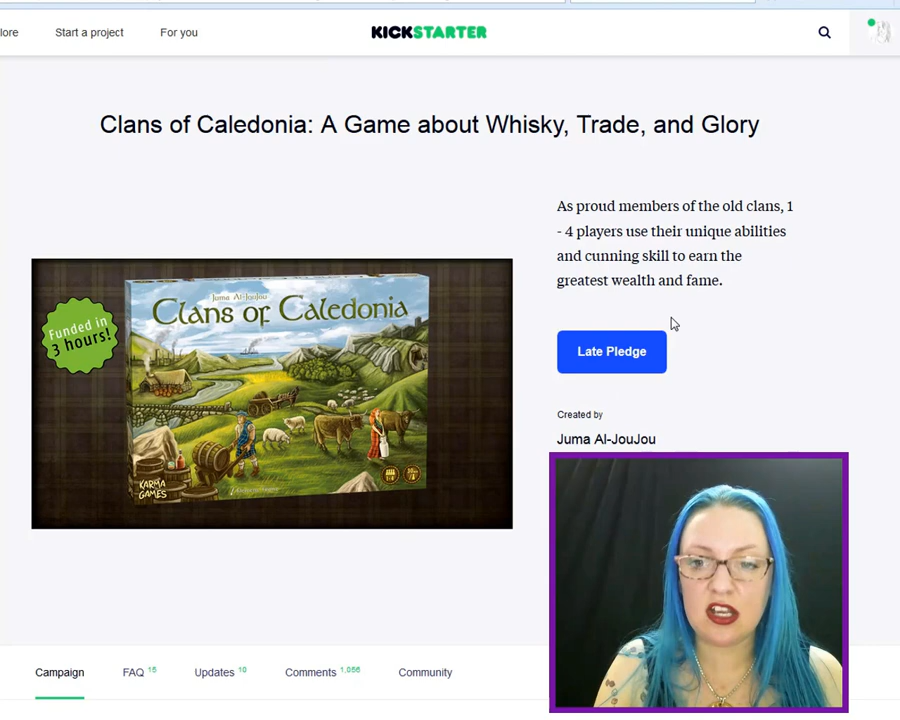 lore
Start a project
For you
KICKSTARTER
Clans of Caledonia: A Game about Whisky, Trade, and Glory
As proud members of the old clans, 1
- 4 players use their unique abilities
and cunning skill to earn the
greatest wealth and fame.
Funded in
3 hours!
Juma Al-JouJou
Clans of Caledonia
KARMA
GAMES
Late Pledge
Created by
Juma Al-JouJou
Campaign
FAQ 15
Updates 10
Comments 1,056
Community